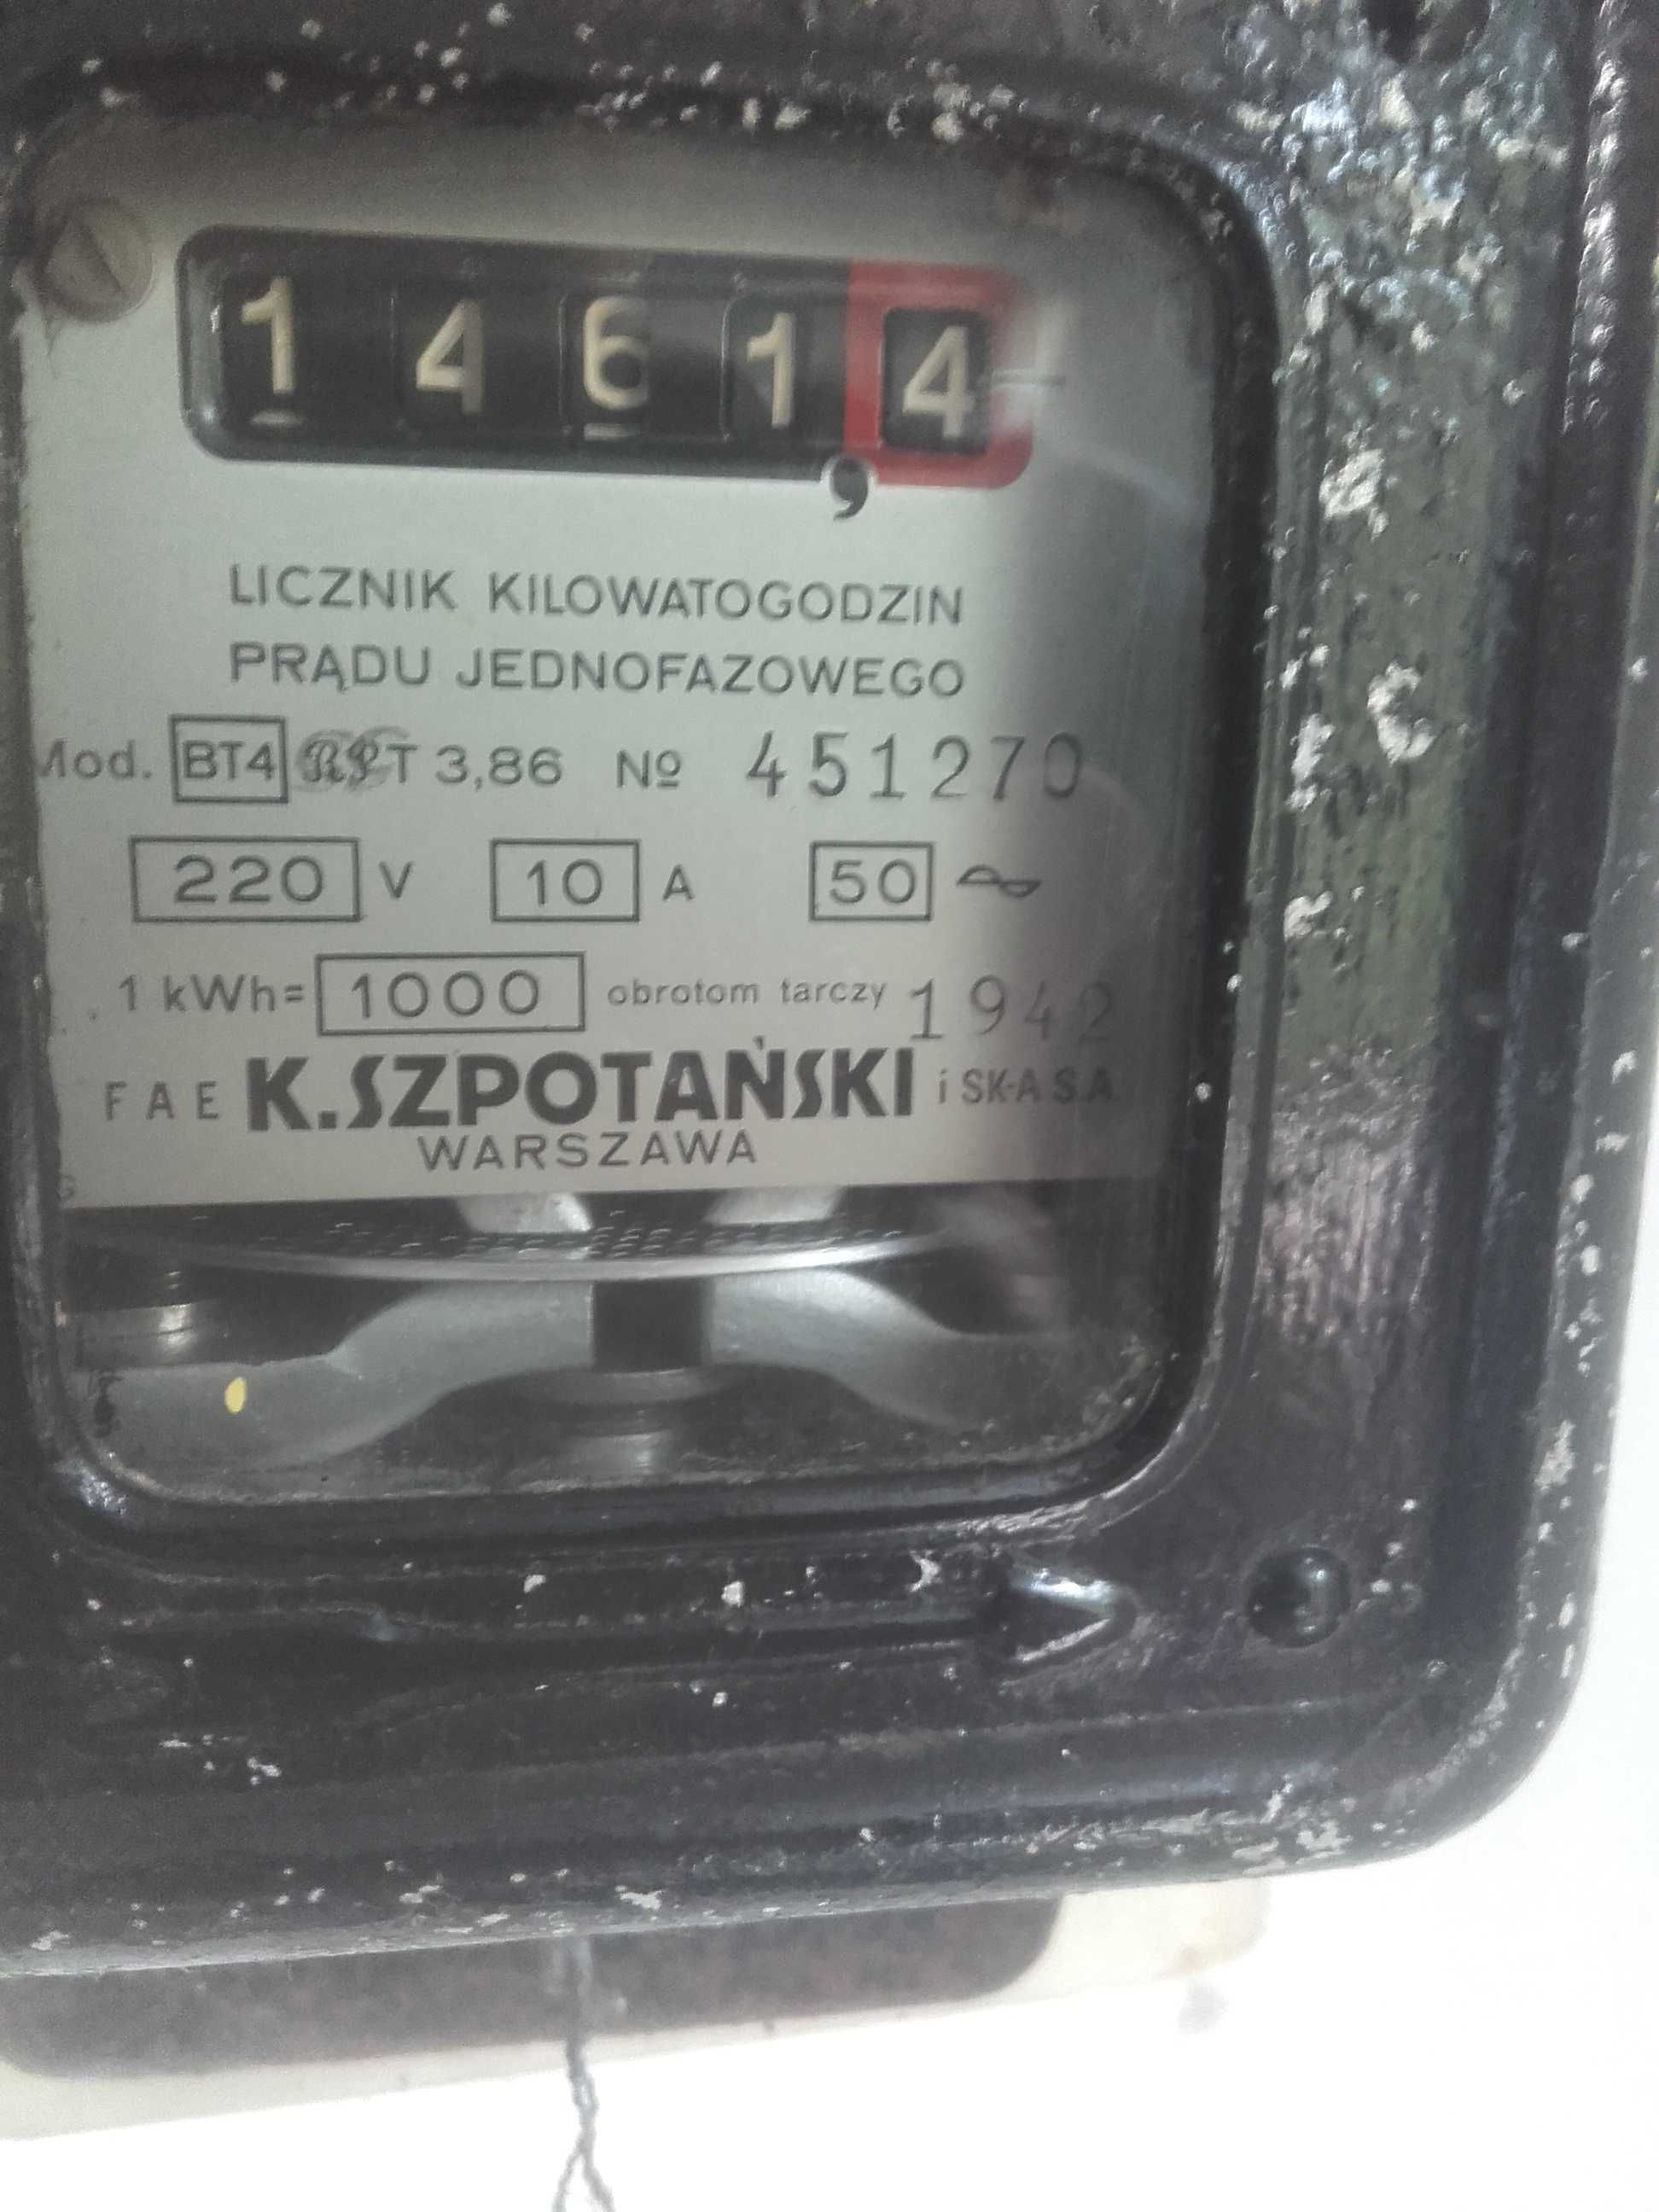 1 4 6 1 , 4
LICZNIK KILOWATOGODZIN
PRĄDU JEDNOFAZOWEGO
Mod. BT4 RPT 3,86 Nº 451270
220 V 10 A 50 ~
1 kWh= 1000 obrotom tarczy 1942
FAE K.SZPOTAŃSKI i SK-A S.A
WARSZAWA